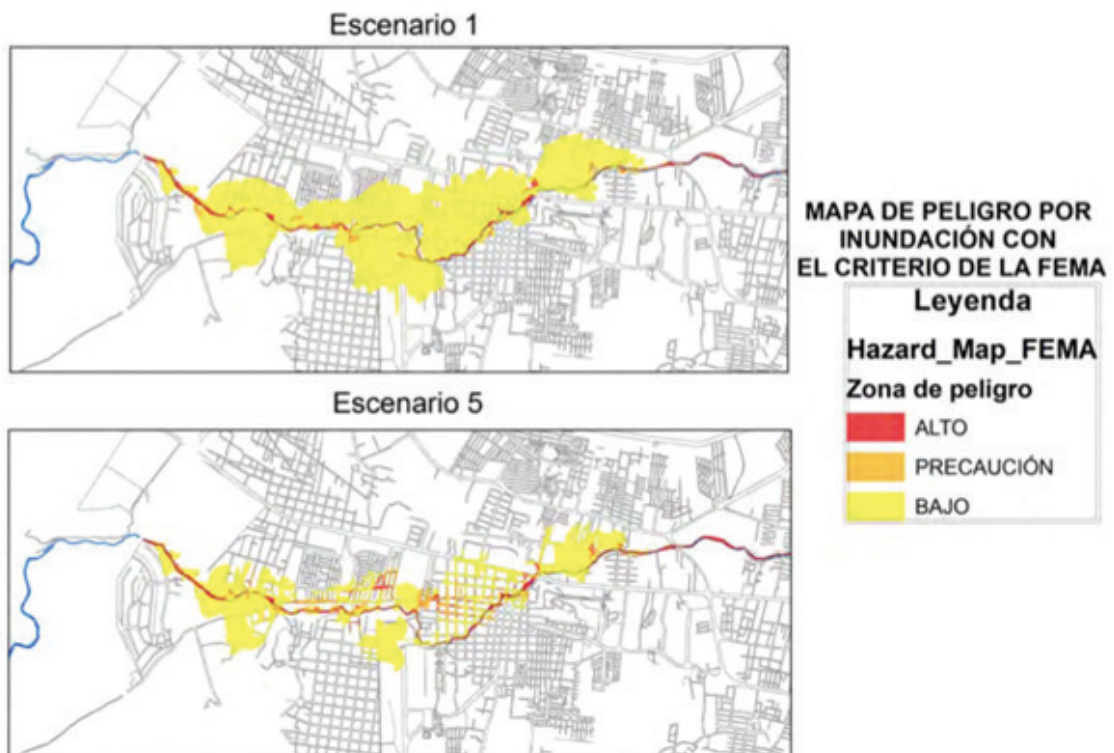 Escenario 1
MAPA DE PELIGRO POR
INUNDACIÓN CON
EL CRITERIO DE LA FEMA
Leyenda
Hazard_Map_FEMA
Zona de peligro
ALTO
PRECAUCIÓN
BAJO
Escenario 5